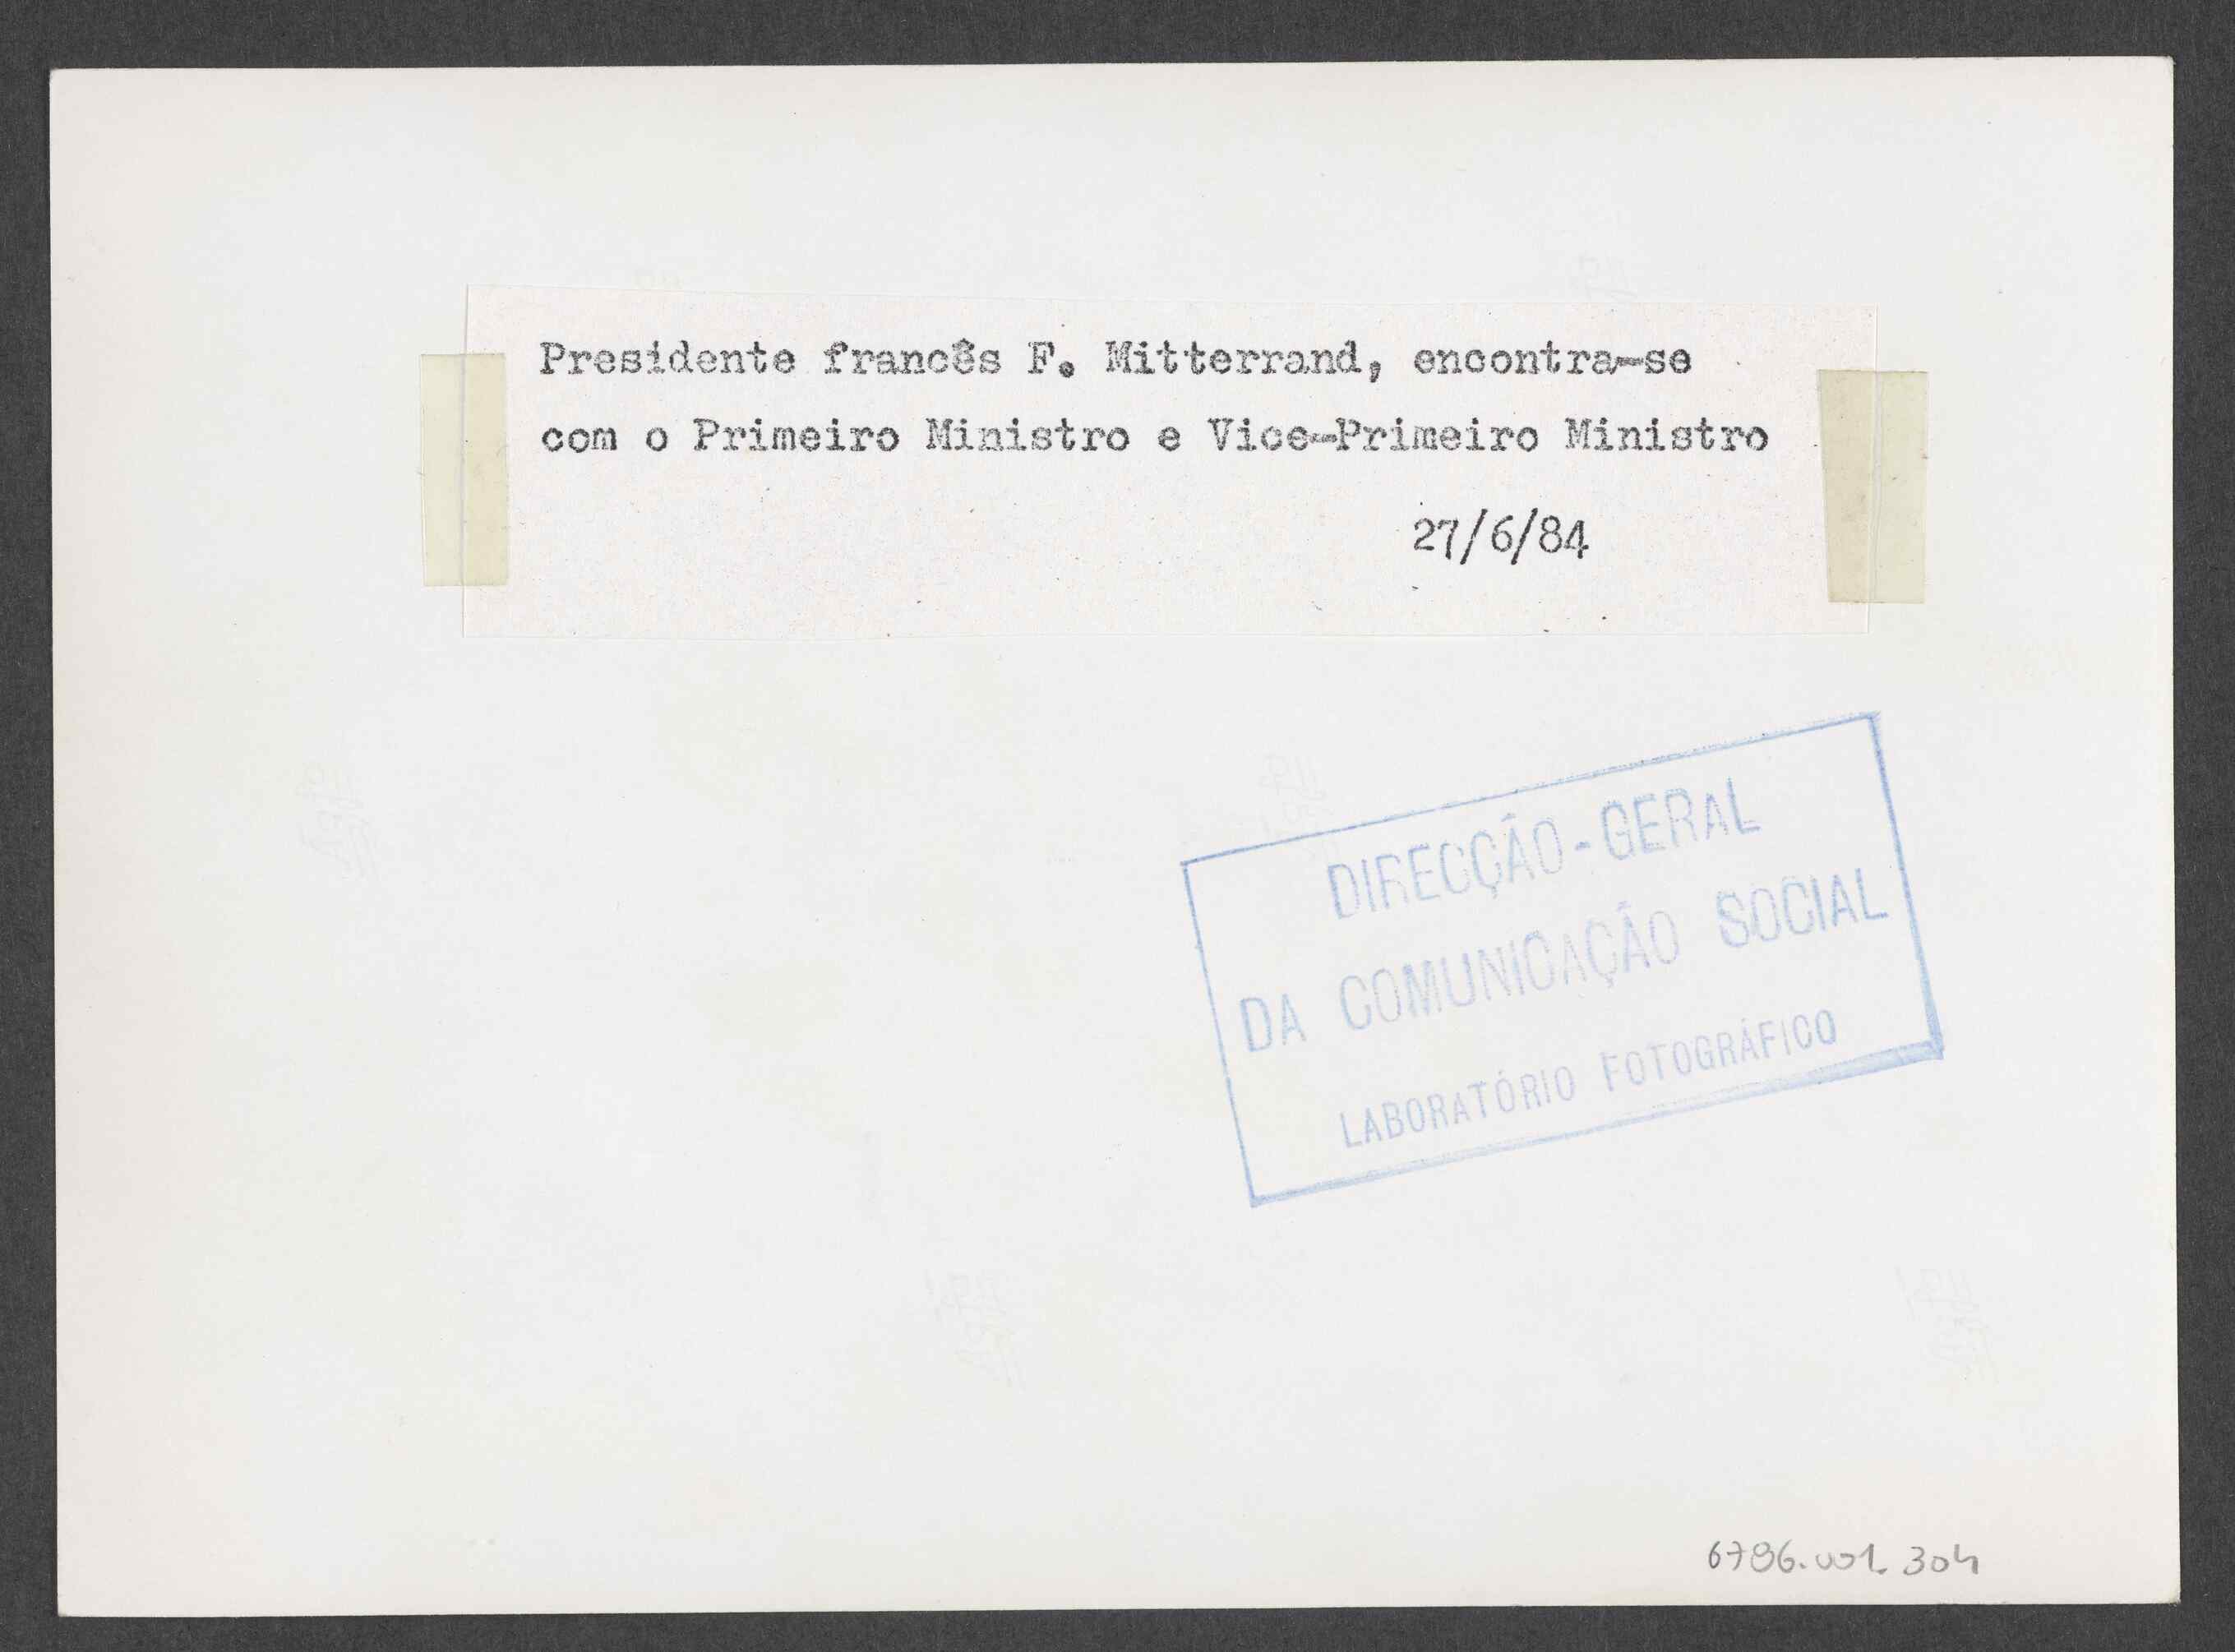 Presidente francês F. Mitterrand, encontra-se
com o Primeiro Ministro e Vice-Primeiro Ministro
27/6/84
DIRECÇÃO-GERAL
DA COMUNICAÇÃO SOCIAL
LABORATÓRIO FOTOGRÁFICO
6796.001.304